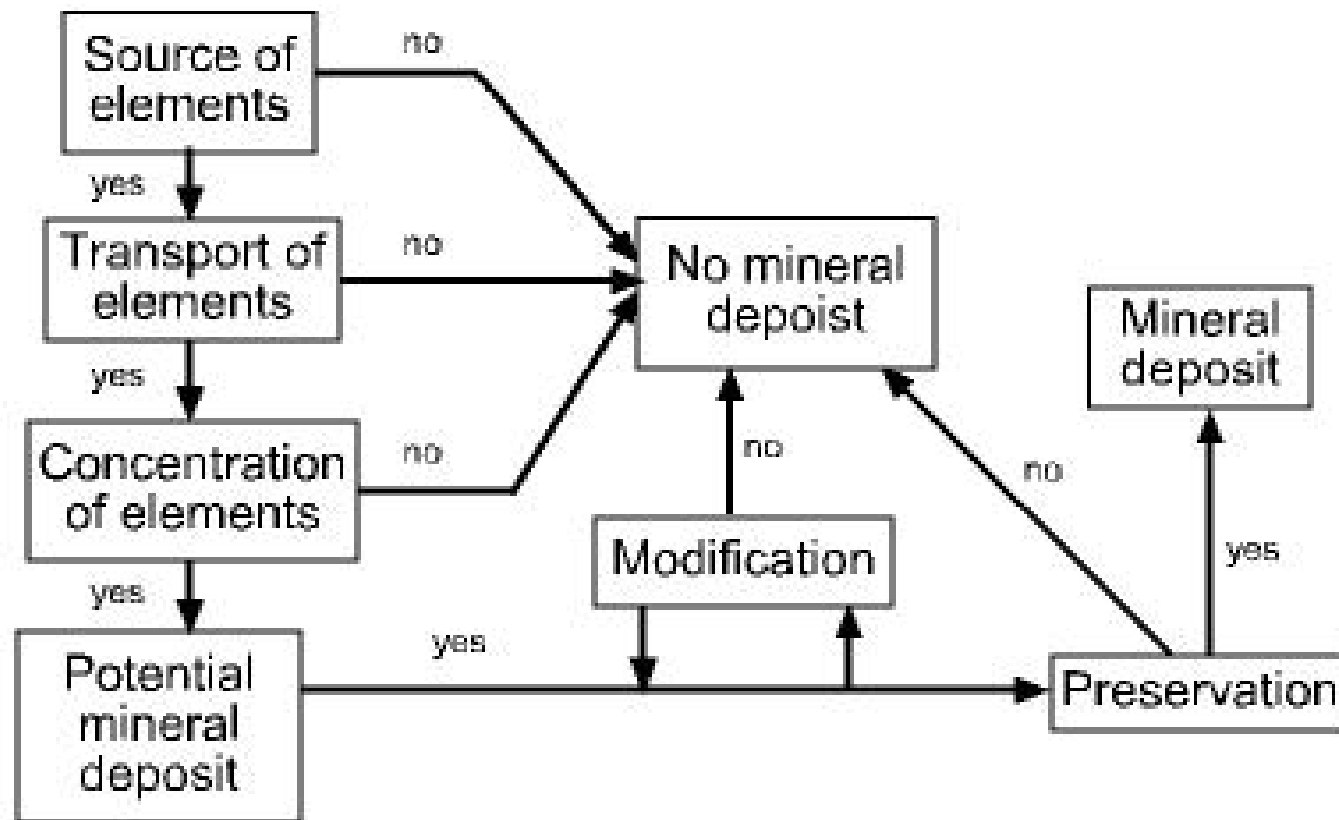 Source of
elements
no
yes
Transport of
elements
no
No mineral
depoist
Mineral
deposit
yes
Concentration
of elements
no
no
no
yes
Modification
yes
Potential
mineral
deposit
yes
Preservation